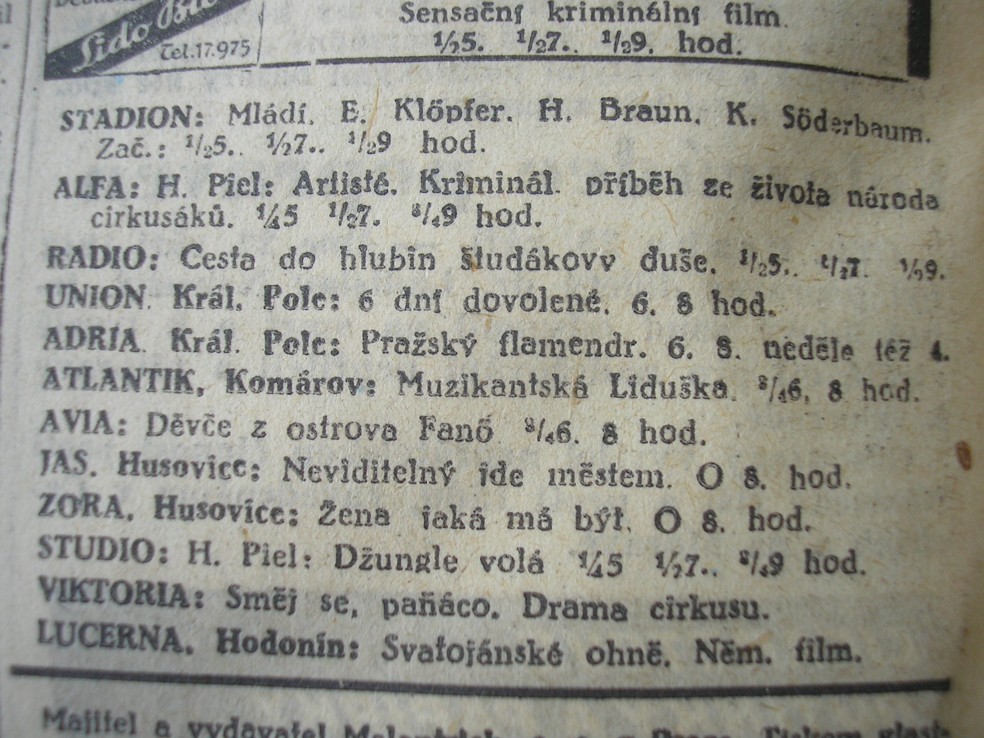 Lido
Tel.17.975
Sensační kriminální film.
½5. ½7. ½9. hod.
STADION: Mládí. E. Klöpfer. H. Braun. K. Söderbaum.
Zač.: ½5.. ½7.. ½9 hod.
ALFA: H. Piel: Artisté. Kriminál. příběh ze života národa
cirkusáků. ¼5 ½7. ¾9 hod.
RADIO: Cesta do hlubin študákovy duše. ½5.. ½7. ½9.
UNION. Král. Pole: 6 dní dovolené. 6. 8 hod.
ADRIA. Král. Pole: Pražský flamendr. 6. 8. neděle též 4.
ATLANTIK, Komárov: Muzikantská Liduška. ¾6, 8 hod.
AVIA: Děvče z ostrova Fanö ¾6. 8 hod.
JAS. Husovice: Neviditelný jde městem. O 8. hod.
ZORA. Husovice: Žena jaká má být. O 8. hod.
STUDIO: H. Piel: Džungle volá ¼5 ½7.. ¾9 hod.
VIKTORIA: Směj se, paňáco. Drama cirkusu.
LUCERNA. Hodonín: Svatojánské ohně. Něm. film.
Majitel a vydavatel